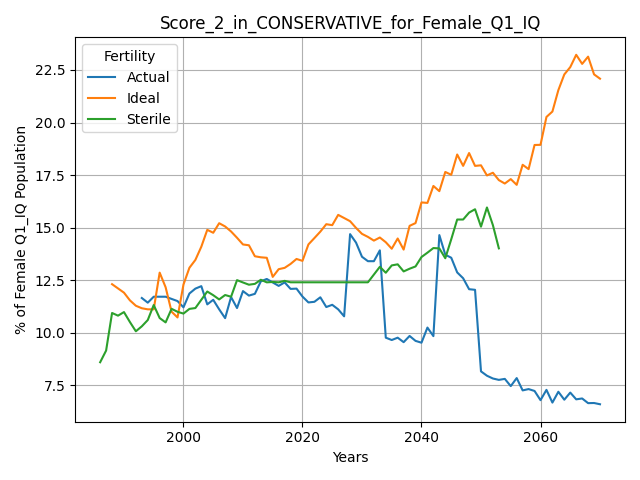 Score_2_in_CONSERVATIVE_for_Female_Q1_IQ
Fertility
Actual
Ideal
Sterile
% of Female Q1_IQ Population
22.5
20.0
17.5
15.0
12.5
10.0
7.5
2000
2020
2040
2060
Years